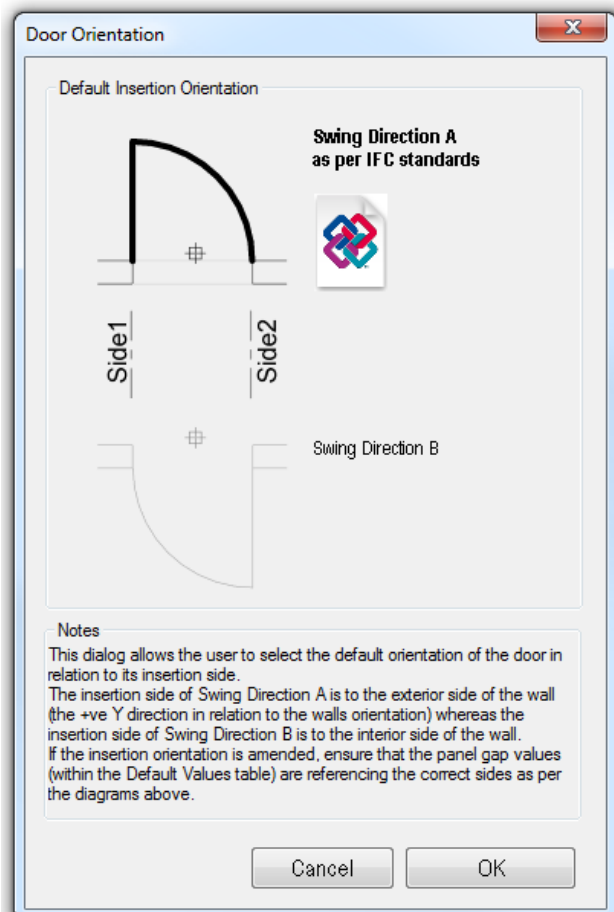 Door Orientation
Default Insertion Orientation
Swing Direction A
as per IFC standards
Side1
Side2
Swing Direction B
Notes
This dialog allows the user to select the default orientation of the door in
relation to its insertion side.
The insertion side of Swing Direction A is to the exterior side of the wall
(the +ve Y direction in relation to the walls orientation) whereas the
insertion side of Swing Direction B is to the interior side of the wall.
If the insertion orientation is amended, ensure that the panel gap values
(within the Default Values table) are referencing the correct sides as per
the diagrams above.
Cancel
OK